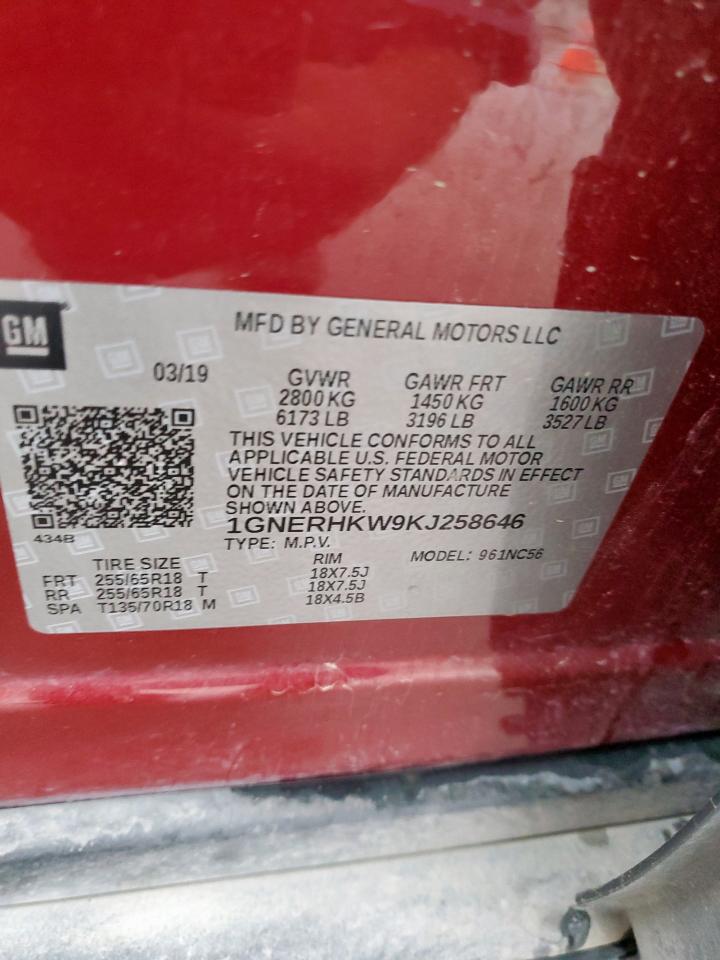 GM
MFD BY GENERAL MOTORS LLC
03/19
GVWR GAWR FRT GAWR RR
2800 KG 1450 KG 1600 KG
6173 LB 3196 LB 3527 LB
THIS VEHICLE CONFORMS TO ALL
APPLICABLE U.S. FEDERAL MOTOR
VEHICLE SAFETY STANDARDS IN EFFECT
ON THE DATE OF MANUFACTURE
SHOWN ABOVE.
1GNERHKW9KJ258646
434B
TYPE: M.P.V. MODEL: 961NC56
TIRE SIZE RIM
FRT 255/65R18 T 18X7.5J
RR 255/65R18 T 18X7.5J
SPA T135/70R18 M 18X4.5B